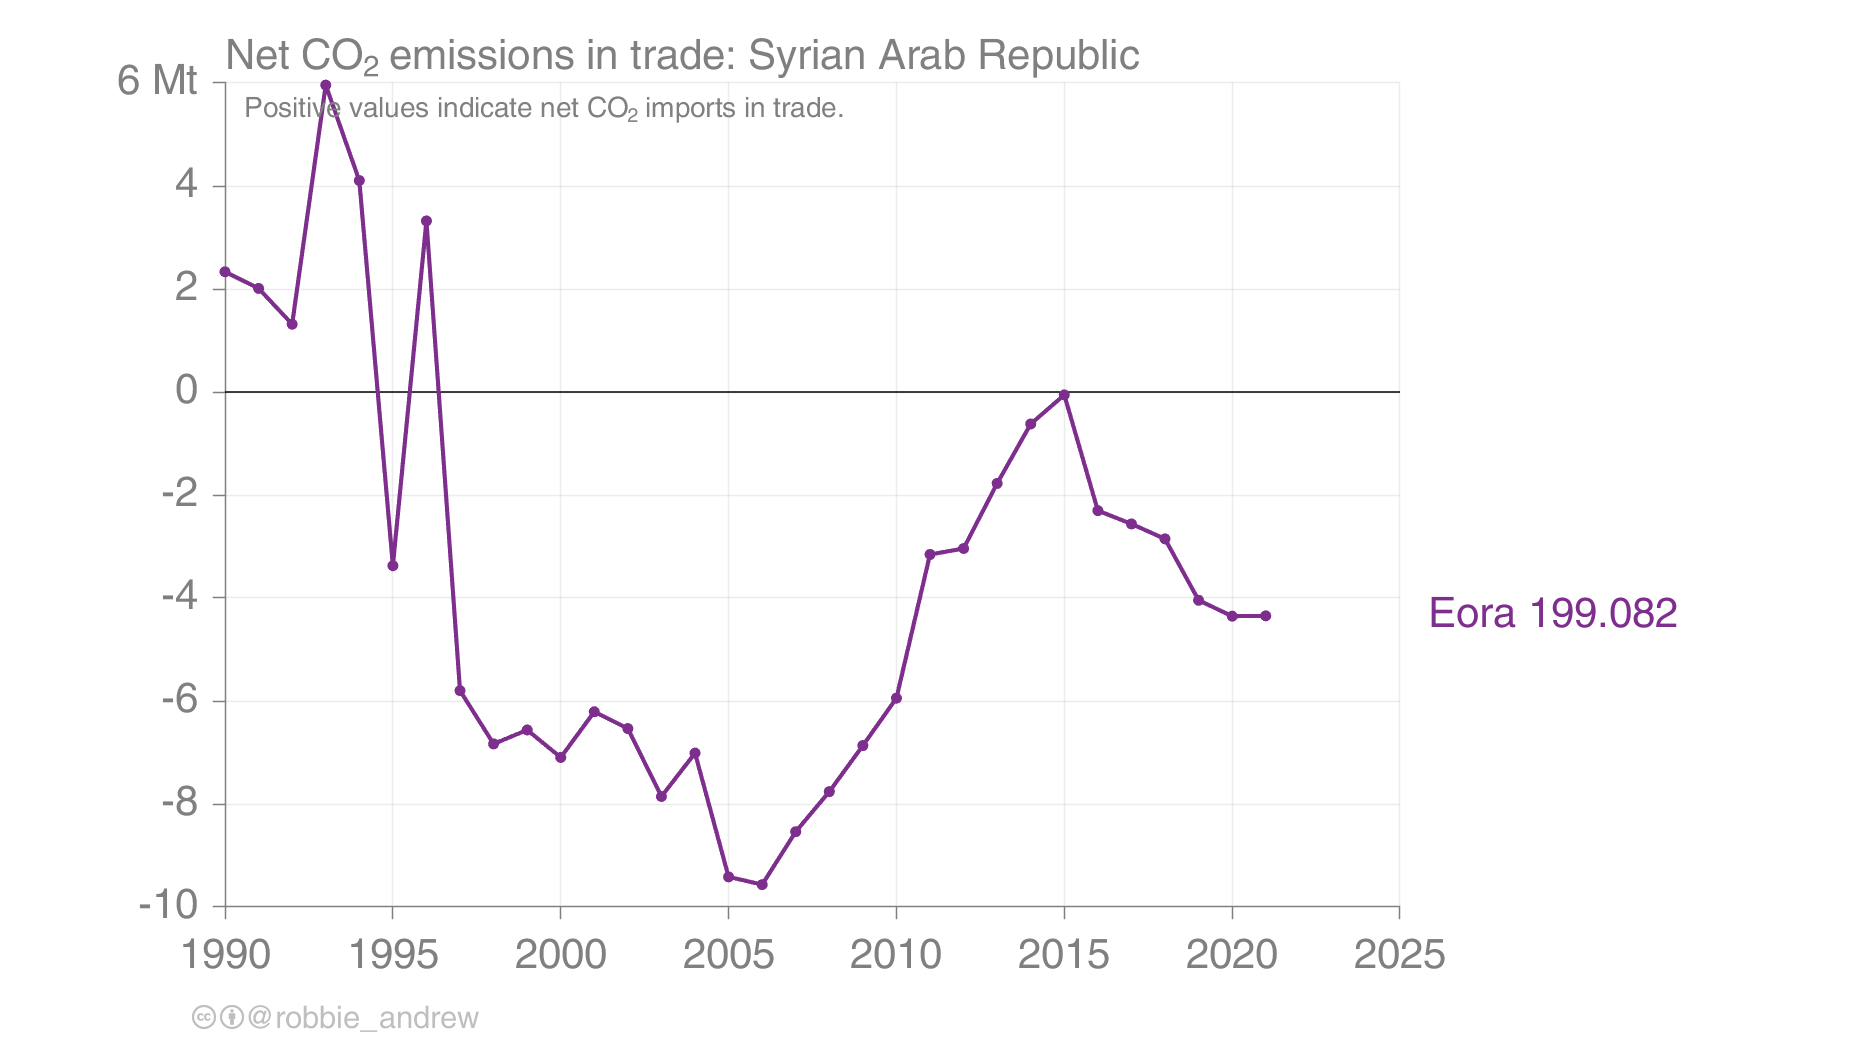 Net CO₂ emissions in trade: Syrian Arab Republic
6 Mt
Positive values indicate net CO₂ imports in trade.
4
2
0
-2
-4
Eora 199.082
-6
-8
-10
1990 1995 2000 2005 2010 2015 2020 2025
@robbie_andrew